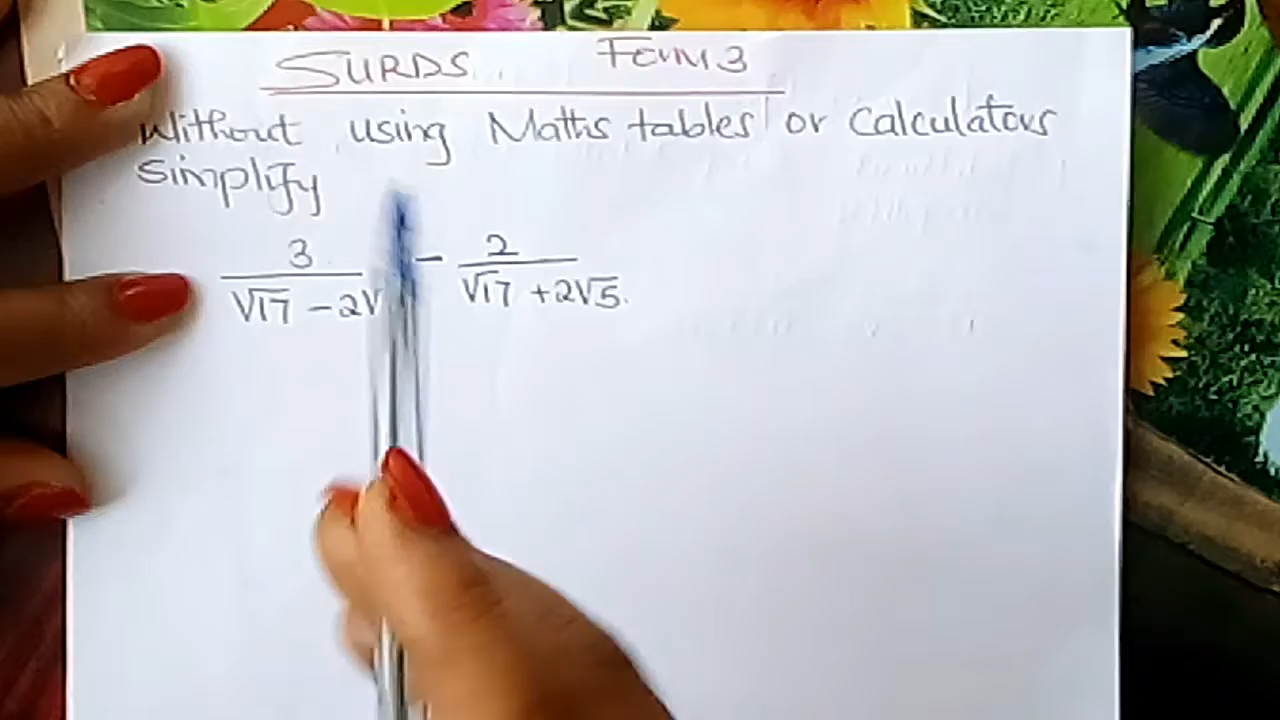 SURDS. Form 3
Without using Maths tables or Calculators
Simplify
3 - 2
√17 - 2√ √17 + 2√5.